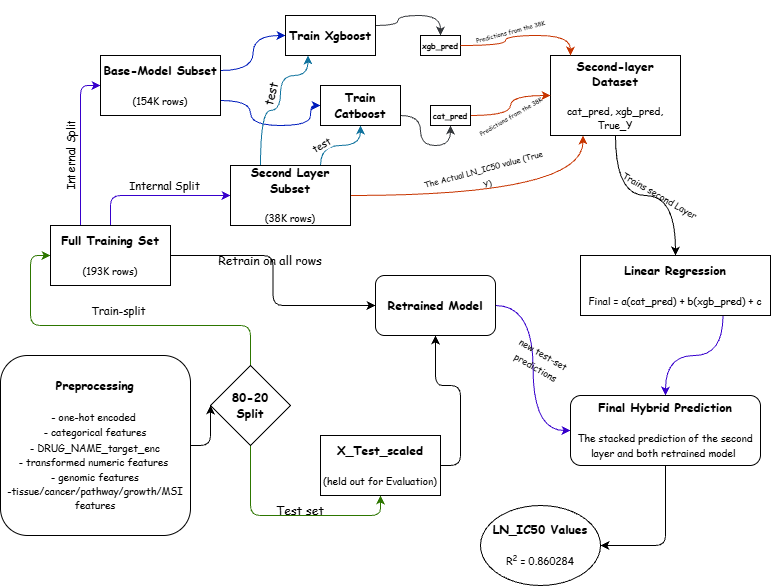 Train Xgboost
xgb_pred
Predictions from the 38K
Second-layer
Dataset
cat_pred, xgb_pred,
True_Y
Base-Model Subset
(154K rows)
test
Train
Catboost
cat_pred
Predictions from the 38K
test
Internal Split
Internal Split
Second Layer
Subset
(38K rows)
The Actual LN_IC50 value (True
Y)
Trains second Layer
Full Training Set
(193K rows)
Retrain on all rows
Linear Regression
Final = a(cat_pred) + b(xgb_pred) + c
Retrained Model
Train-split
new test-set
predictions
Preprocessing
- one-hot encoded
- categorical features
- DRUG_NAME_target_enc
- transformed numeric features
- genomic features
-tissue/cancer/pathway/growth/MSI
features
80-20
Split
X_Test_scaled
(held out for Evaluation)
Test set
Final Hybrid Prediction
The stacked prediction of the second
layer and both retrained model
LN_IC50 Values
R² = 0.860284